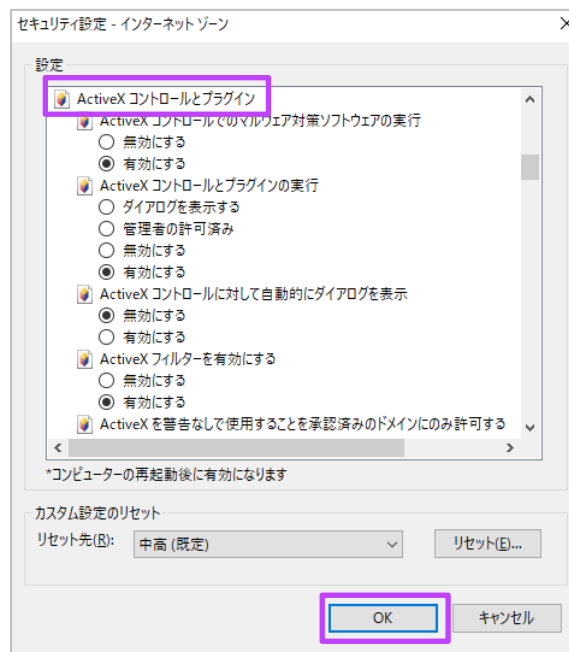 セキュリティ設定 - インターネット ゾーン
設定
ActiveX コントロールとプラグイン
ActiveX コントロールでのマルウェア対策ソフトウェアの実行
無効にする
有効にする
ActiveX コントロールとプラグインの実行
ダイアログを表示する
管理者の許可済み
無効にする
有効にする
ActiveX コントロールに対して自動的にダイアログを表示
無効にする
有効にする
ActiveX フィルターを有効にする
無効にする
有効にする
ActiveX を警告なしで使用することを承認済みのドメインにのみ許可する
*コンピューターの再起動後に有効になります
カスタム設定のリセット
リセット先(R): 中高 (既定) リセット(E)...
OK キャンセル